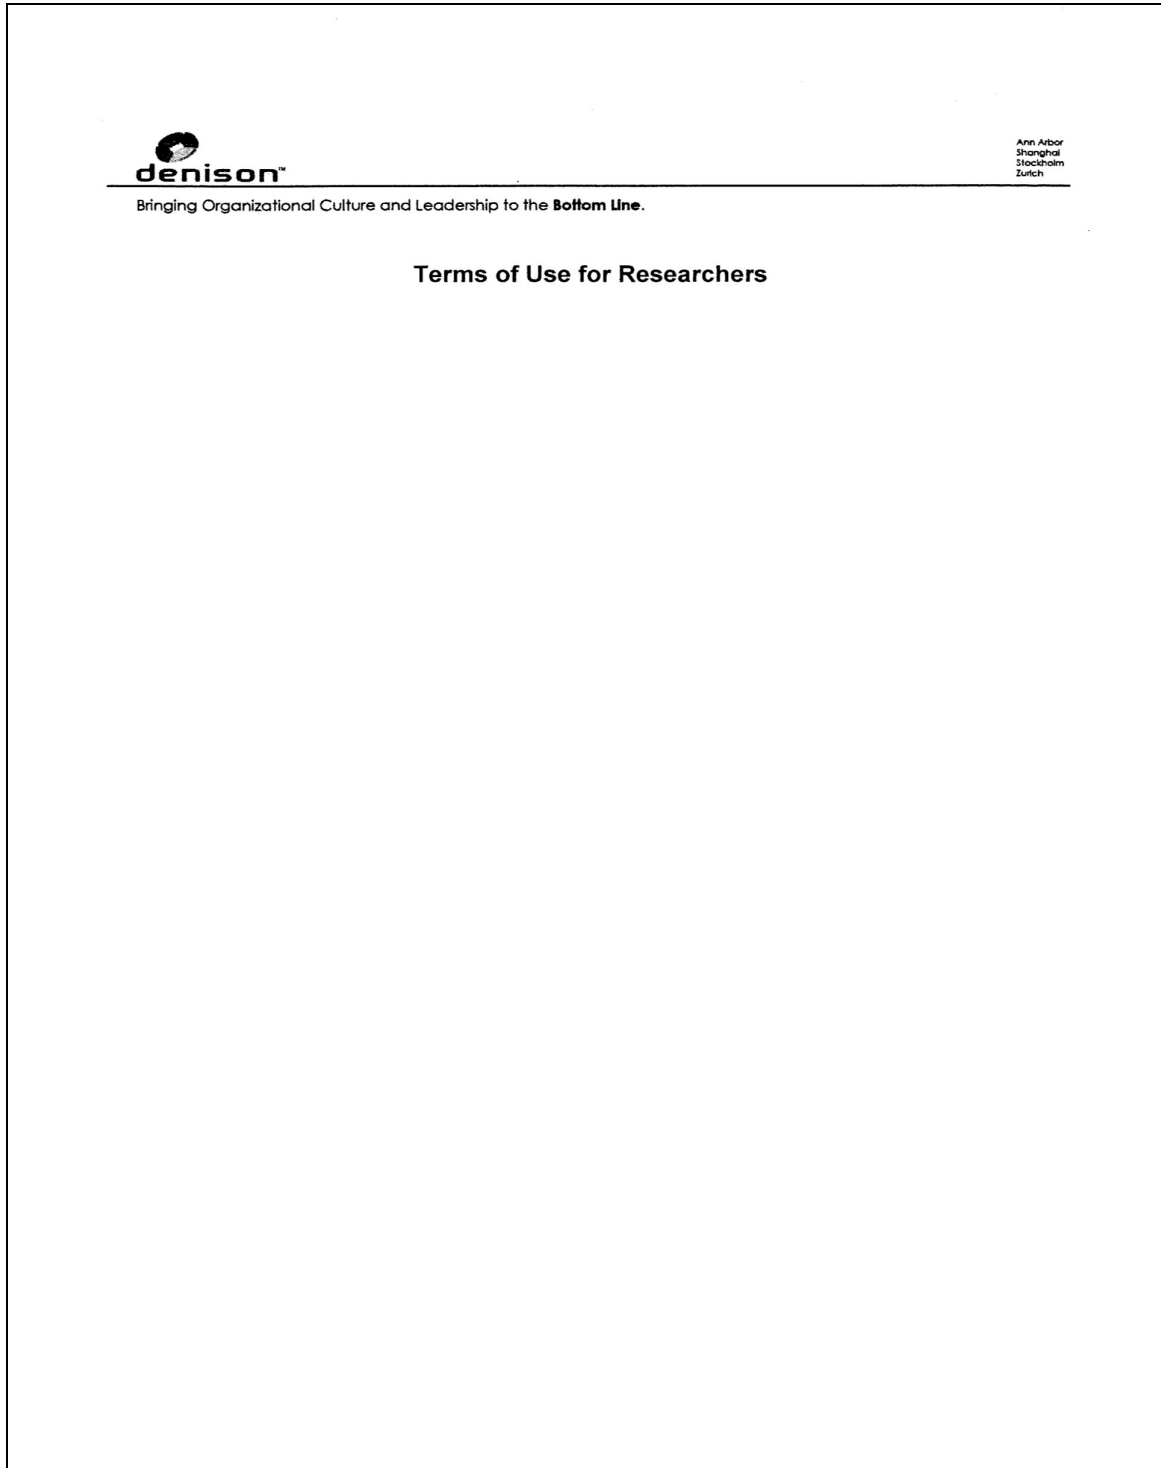 denison™
Ann Arbor
Shanghai
Stockholm
Zurich
Bringing Organizational Culture and Leadership to the Bottom Line.
Terms of Use for Researchers